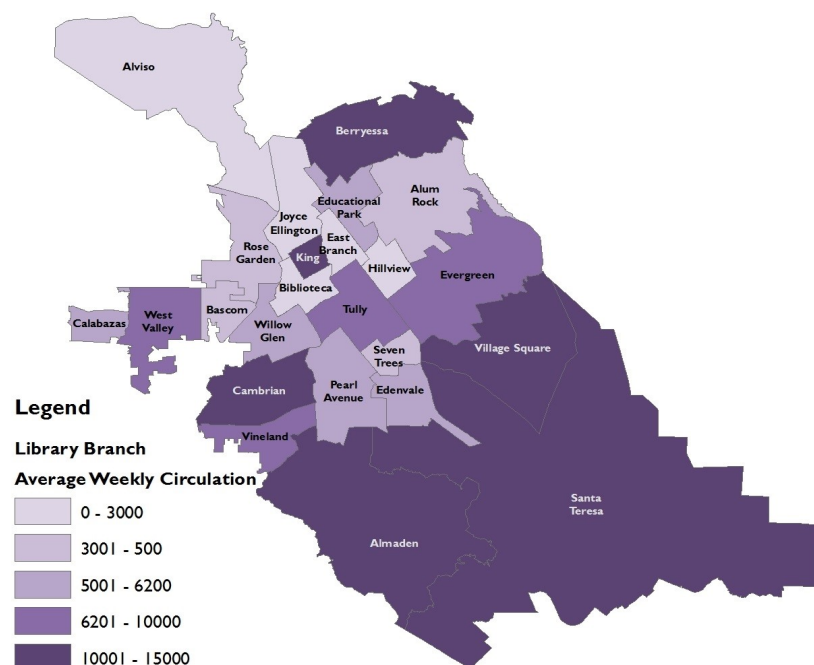 Alviso
Berryessa
Alum
Rock
Educational
Park
Joyce
Ellington
East
Branch
Rose
Garden
King
Hillview
Evergreen
Biblioteca
Tully
West
Valley
Calabazas
Bascom
Willow
Glen
Seven
Trees
Village Square
Cambrian
Pearl
Avenue
Edenvale
Vineland
Santa
Teresa
Almaden
Legend
Library Branch
Average Weekly Circulation
0 - 3000
3001 - 500
5001 - 6200
6201 - 10000
10001 - 15000